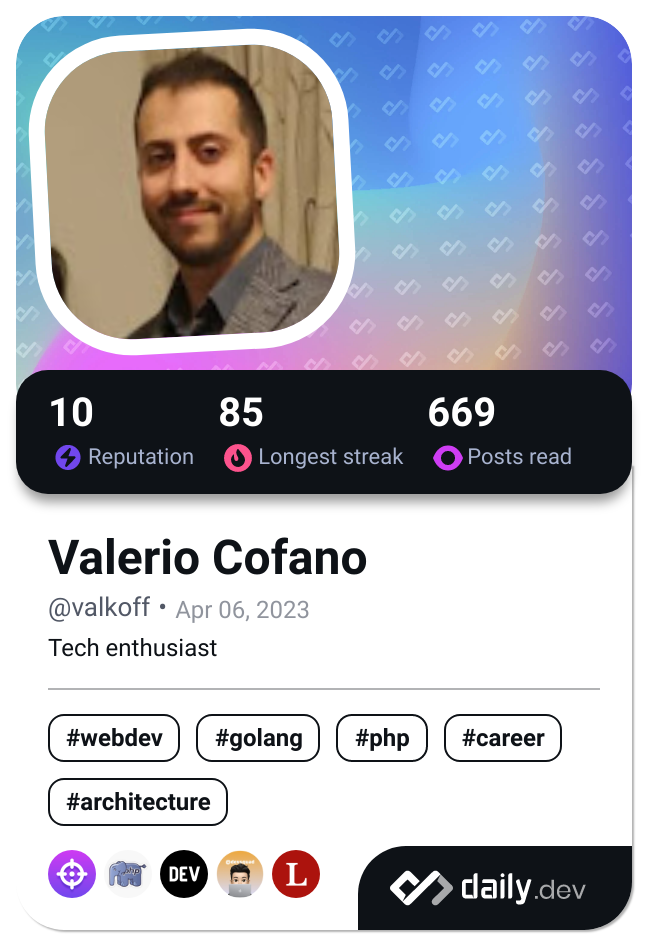 10 85 669
Reputation Longest streak Posts read
Valerio Cofano
@valkoff • Apr 06, 2023
Tech enthusiast
#webdev #golang #php #career
#architecture
php DEV L daily.dev